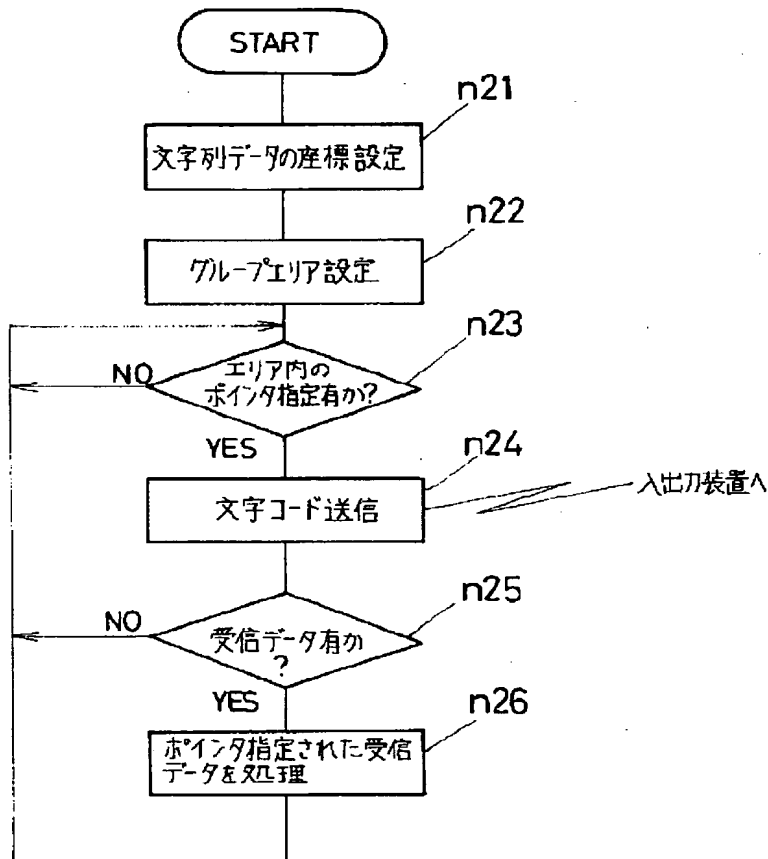 START
n21
文字列データの座標設定
n22
グループエリア設定
n23
NO
エリア内の
ポインタ指定有か?
YES
n24
文字コード送信
入出力装置へ
n25
NO
受信データ有か
?
YES
n26
ポインタ指定された受信
データを処理